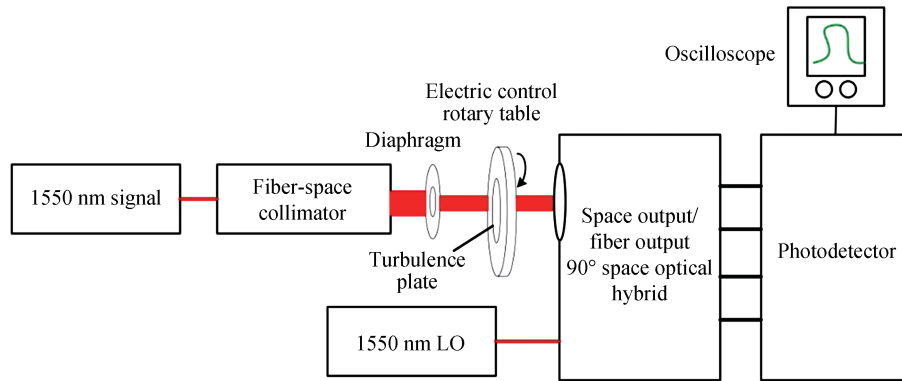 Oscilloscope
Electric control
rotary table
Diaphragm
1550 nm signal
Fiber-space
collimator
Turbulence
plate
Space output/
fiber output
90° space optical
hybrid
Photodetector
1550 nm LO